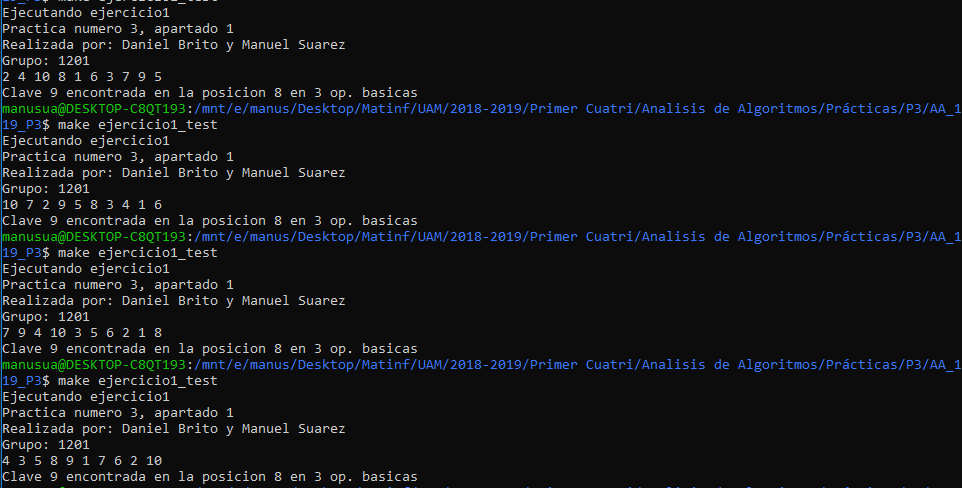 19_P3$ make ejercicio1_test
Ejecutando ejercicio1
Practica numero 3, apartado 1
Realizada por: Daniel Brito y Manuel Suarez
Grupo: 1201
2 4 10 8 1 6 3 7 9 5
Clave 9 encontrada en la posicion 8 en 3 op. basicas
manusua@DESKTOP-C8QT193:/mnt/e/manus/Desktop/Matinf/UAM/2018-2019/Primer Cuatri/Analisis de Algoritmos/Prácticas/P3/AA_1
19_P3$ make ejercicio1_test
Ejecutando ejercicio1
Practica numero 3, apartado 1
Realizada por: Daniel Brito y Manuel Suarez
Grupo: 1201
10 7 2 9 5 8 3 4 1 6
Clave 9 encontrada en la posicion 8 en 3 op. basicas
manusua@DESKTOP-C8QT193:/mnt/e/manus/Desktop/Matinf/UAM/2018-2019/Primer Cuatri/Analisis de Algoritmos/Prácticas/P3/AA_1
19_P3$ make ejercicio1_test
Ejecutando ejercicio1
Practica numero 3, apartado 1
Realizada por: Daniel Brito y Manuel Suarez
Grupo: 1201
7 9 4 10 3 5 6 2 1 8
Clave 9 encontrada en la posicion 8 en 3 op. basicas
manusua@DESKTOP-C8QT193:/mnt/e/manus/Desktop/Matinf/UAM/2018-2019/Primer Cuatri/Analisis de Algoritmos/Prácticas/P3/AA_1
19_P3$ make ejercicio1_test
Ejecutando ejercicio1
Practica numero 3, apartado 1
Realizada por: Daniel Brito y Manuel Suarez
Grupo: 1201
4 3 5 8 9 1 7 6 2 10
Clave 9 encontrada en la posicion 8 en 3 op. basicas